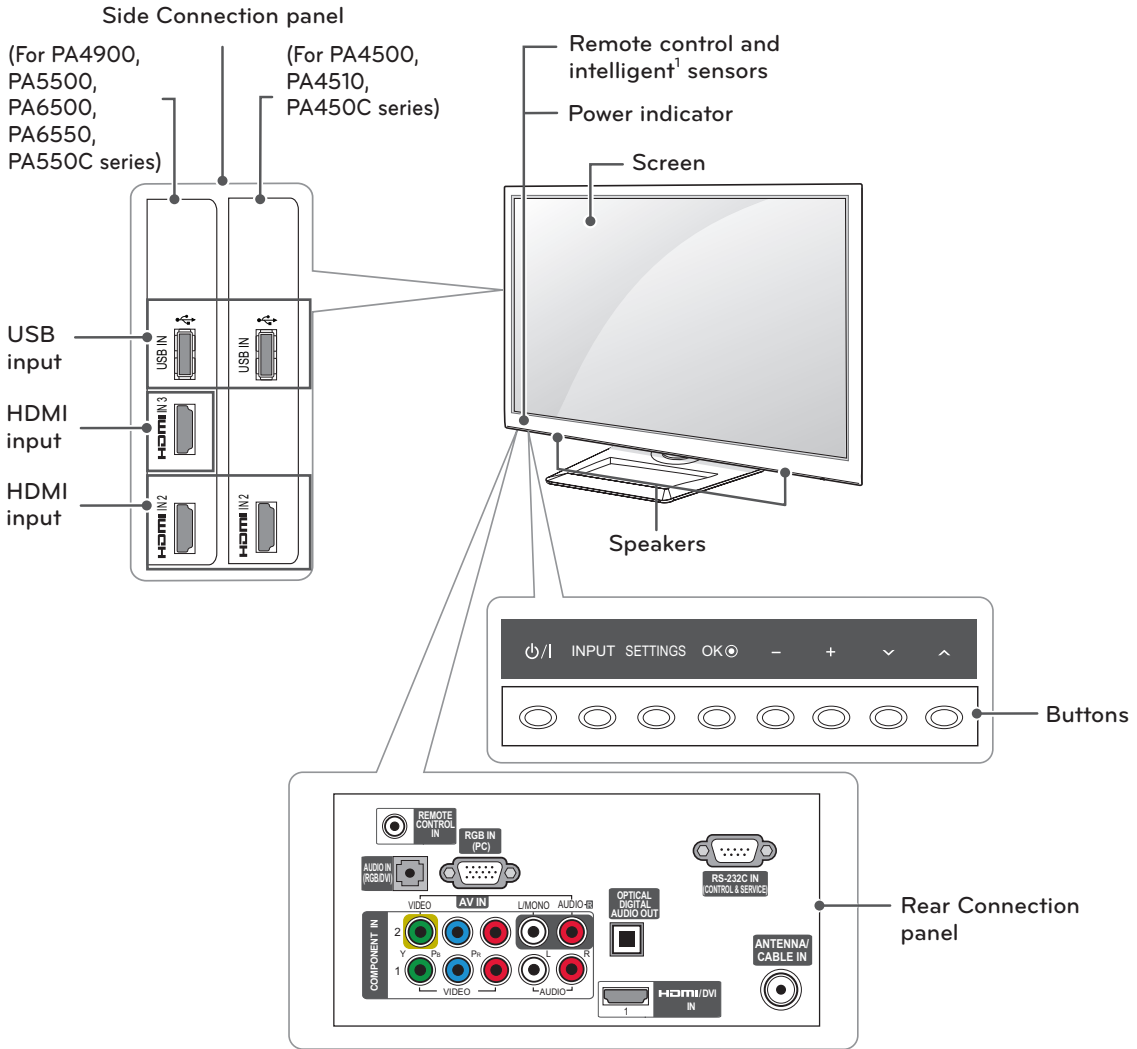 Side Connection panel
(For PA4900,
PA5500,
PA6500,
PA6550,
PA550C series)
(For PA4500,
PA4510,
PA450C series)
Remote control and
intelligent1 sensors
Power indicator
Screen
USB
input
USB IN
USB IN
HDMI
input
HDMI IN 3
HDMI
input
HDMI IN 2
HDMI IN 2
Speakers
/I INPUT SETTINGS OK - +
Buttons
REMOTE
CONTROL
IN
RGB IN
(PC)
AUDIO IN
(RGB/DVI)
RS-232C IN
(CONTROL & SERVICE)
OPTICAL
DIGITAL
AUDIO OUT
VIDEO AV IN L/MONO AUDIO R
COMPONENT IN
2
Y PB PR L R
1
VIDEO AUDIO
HDMI/DVI
IN
1
ANTENNA/
CABLE IN
Rear Connection
panel